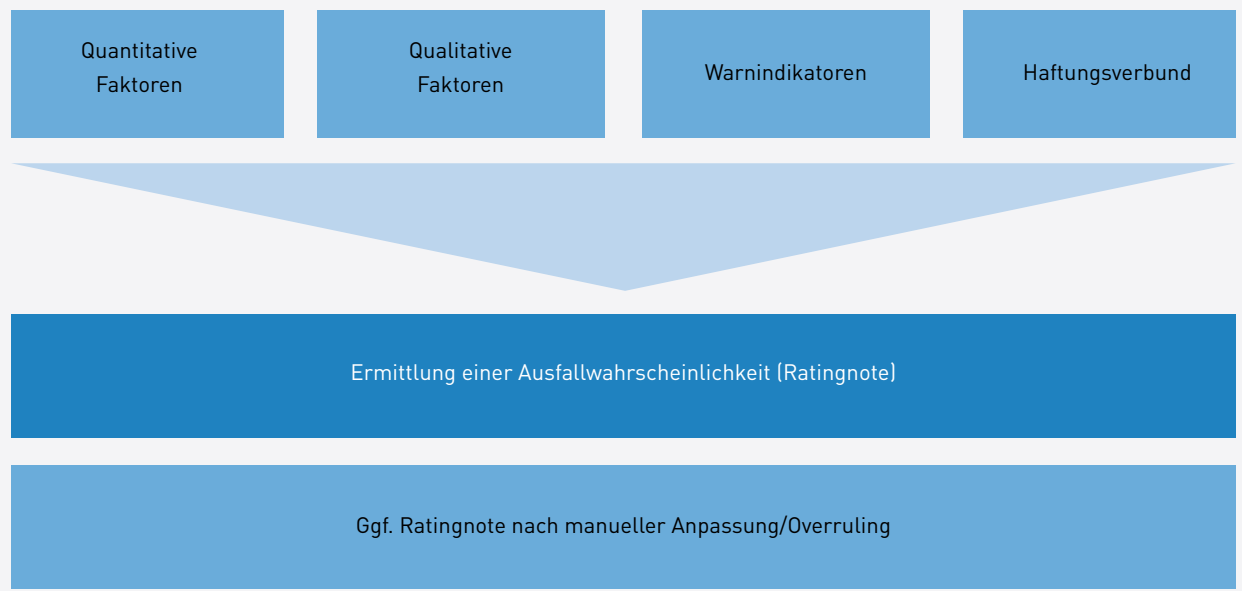 Quantitative
Faktoren
Qualitative
Faktoren
Warnindikatoren
Haftungsverbund
Ermittlung einer Ausfallwahrscheinlichkeit (Ratingnote)
Ggf. Ratingnote nach manueller Anpassung/Overruling